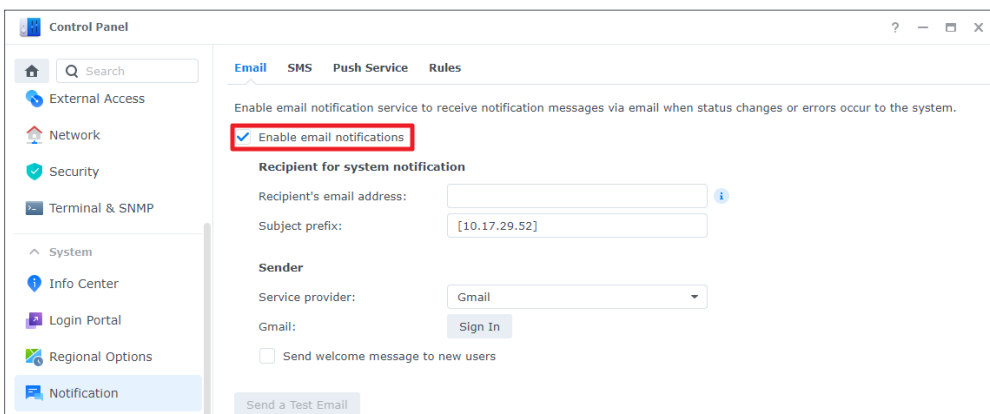 Control Panel
?
Search
External Access
Network
Security
Terminal & SNMP
System
Info Center
Login Portal
Regional Options
Notification
Email SMS Push Service Rules
Enable email notification service to receive notification messages via email when status changes or errors occur to the system.
Enable email notifications
Recipient for system notification
Recipient's email address:
i
Subject prefix: [10.17.29.52]
Sender
Service provider: Gmail
Gmail: Sign In
Send welcome message to new users
Send a Test Email